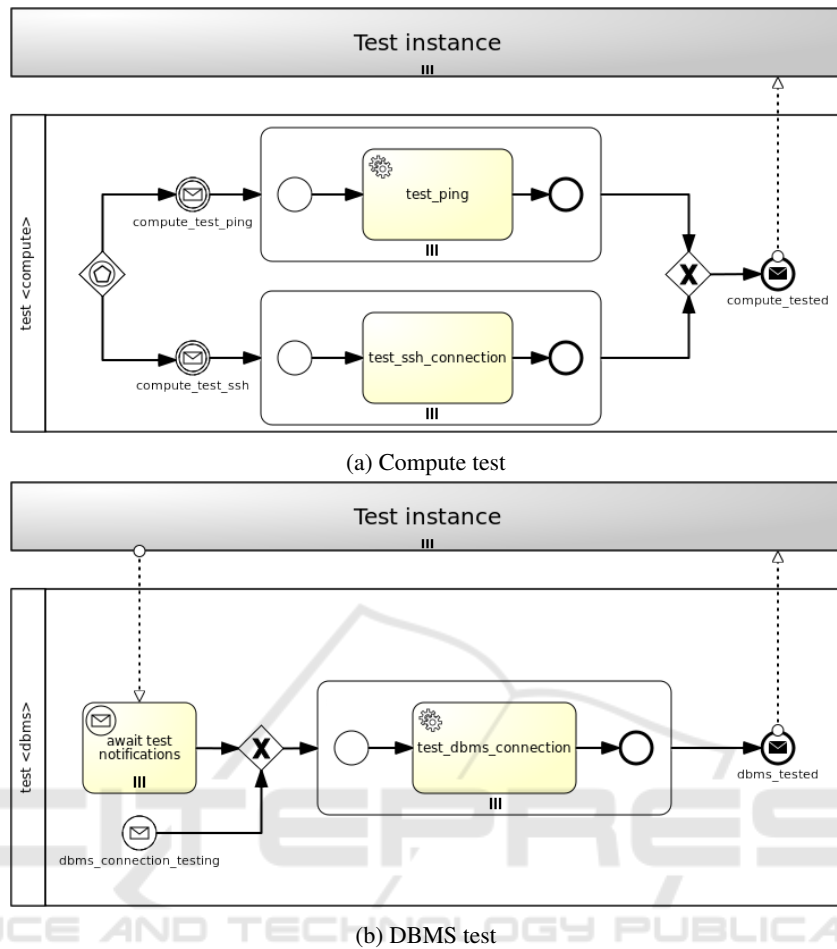 Test instance
test <compute>
compute_test_ping
test_ping
compute_test_ssh
test_ssh_connection
compute_tested
(a) Compute test
Test instance
test <dbms>
await test
notifications
dbms_connection_testing
test_dbms_connection
dbms_tested
(b) DBMS test